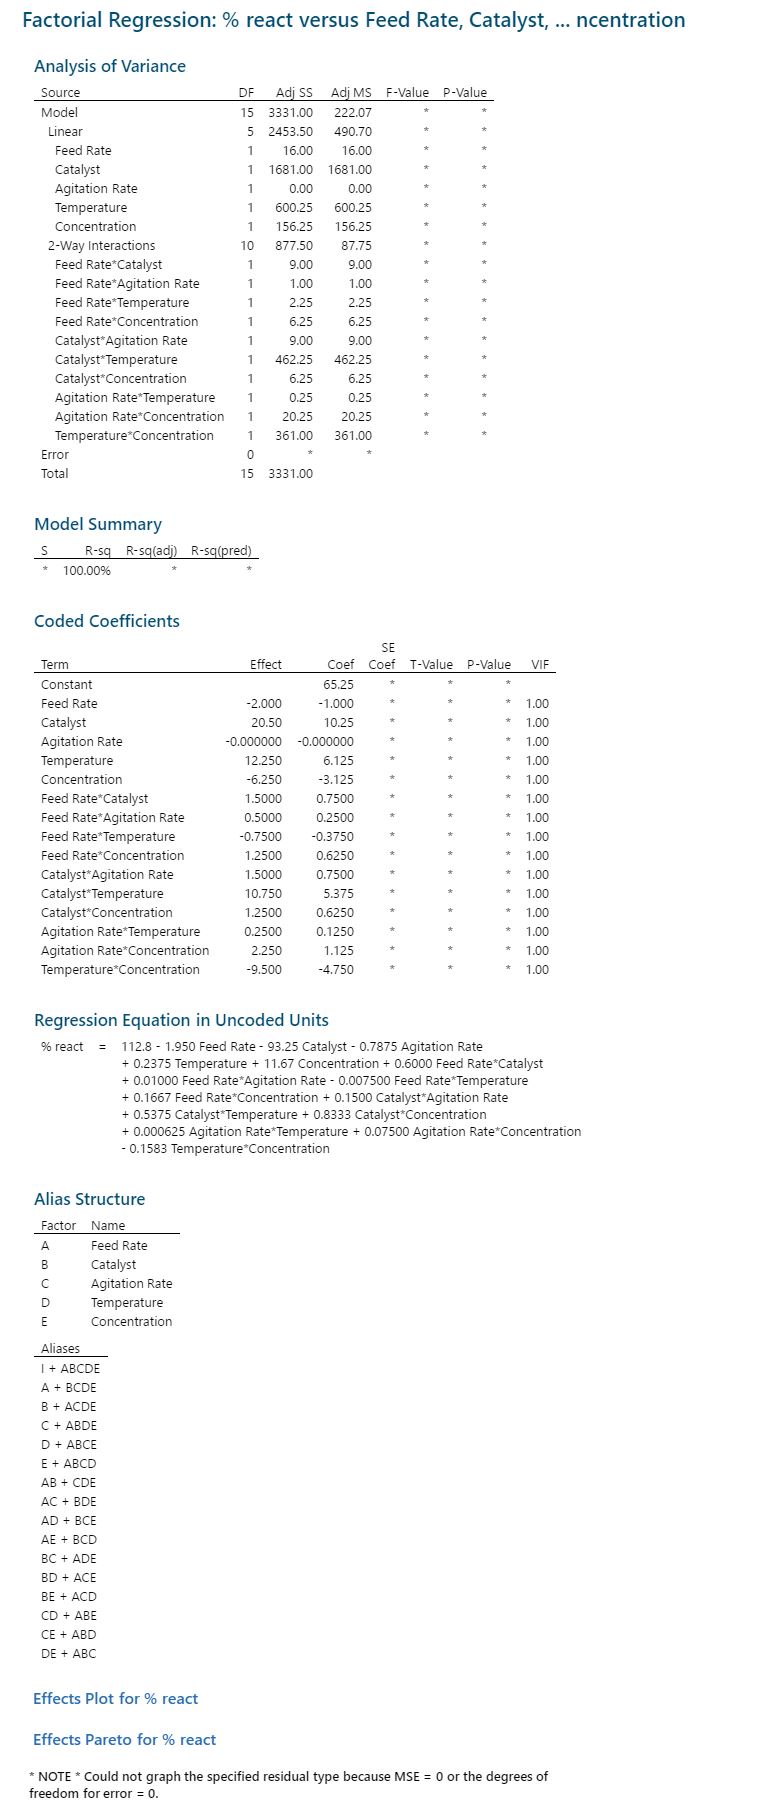 Factorial Regression: % react versus Feed Rate, Catalyst, ... ncentration
Analysis of Variance
Source DF Adj SS Adj MS F-Value P-Value
Model 15 3331.00 222.07 * *
Linear 5 2453.50 490.70 * *
Feed Rate 1 16.00 16.00 * *
Catalyst 1 1681.00 1681.00 * *
Agitation Rate 1 0.00 0.00 * *
Temperature 1 600.25 600.25 * *
Concentration 1 156.25 156.25 * *
2-Way Interactions 10 877.50 87.75 * *
Feed Rate*Catalyst 1 9.00 9.00 * *
Feed Rate*Agitation Rate 1 1.00 1.00 * *
Feed Rate*Temperature 1 2.25 2.25 * *
Feed Rate*Concentration 1 6.25 6.25 * *
Catalyst*Agitation Rate 1 9.00 9.00 * *
Catalyst*Temperature 1 462.25 462.25 * *
Catalyst*Concentration 1 6.25 6.25 * *
Agitation Rate*Temperature 1 0.25 0.25 * *
Agitation Rate*Concentration 1 20.25 20.25 * *
Temperature*Concentration 1 361.00 361.00 * *
Error 0 * *
Total 15 3331.00
Model Summary
S R-sq R-sq(adj) R-sq(pred)
* 100.00% * *
Coded Coefficients
SE
Term Effect Coef Coef T-Value P-Value VIF
Constant 65.25 * * *
Feed Rate -2.000 -1.000 * * * 1.00
Catalyst 20.50 10.25 * * * 1.00
Agitation Rate -0.000000 -0.000000 * * * 1.00
Temperature 12.250 6.125 * * * 1.00
Concentration -6.250 -3.125 * * * 1.00
Feed Rate*Catalyst 1.5000 0.7500 * * * 1.00
Feed Rate*Agitation Rate 0.5000 0.2500 * * * 1.00
Feed Rate*Temperature -0.7500 -0.3750 * * * 1.00
Feed Rate*Concentration 1.2500 0.6250 * * * 1.00
Catalyst*Agitation Rate 1.5000 0.7500 * * * 1.00
Catalyst*Temperature 10.750 5.375 * * * 1.00
Catalyst*Concentration 1.2500 0.6250 * * * 1.00
Agitation Rate*Temperature 0.2500 0.1250 * * * 1.00
Agitation Rate*Concentration 2.250 1.125 * * * 1.00
Temperature*Concentration -9.500 -4.750 * * * 1.00
Regression Equation in Uncoded Units
% react = 112.8 - 1.950 Feed Rate - 93.25 Catalyst - 0.7875 Agitation Rate
+ 0.2375 Temperature + 11.67 Concentration + 0.6000 Feed Rate*Catalyst
+ 0.01000 Feed Rate*Agitation Rate - 0.007500 Feed Rate*Temperature
+ 0.1667 Feed Rate*Concentration + 0.1500 Catalyst*Agitation Rate
+ 0.5375 Catalyst*Temperature + 0.8333 Catalyst*Concentration
+ 0.000625 Agitation Rate*Temperature + 0.07500 Agitation Rate*Concentration
- 0.1583 Temperature*Concentration
Alias Structure
Factor Name
A Feed Rate
B Catalyst
C Agitation Rate
D Temperature
E Concentration
Aliases
I + ABCDE
A + BCDE
B + ACDE
C + ABDE
D + ABCE
E + ABCD
AB + CDE
AC + BDE
AD + BCE
AE + BCD
BC + ADE
BD + ACE
BE + ACD
CD + ABE
CE + ABD
DE + ABC
Effects Plot for % react
Effects Pareto for % react
* NOTE * Could not graph the specified residual type because MSE = 0 or the degrees of
freedom for error = 0.